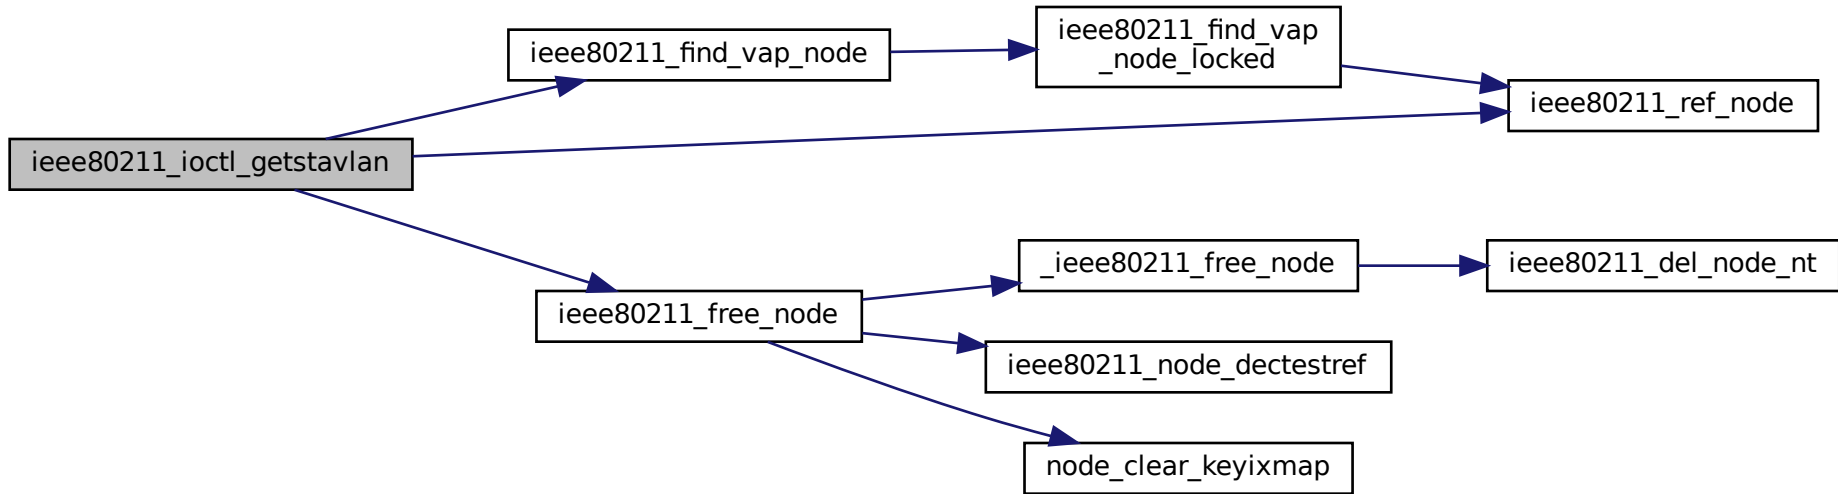 ieee80211_ioctl_getstavlan
ieee80211_find_vap_node
ieee80211_find_vap
_node_locked
ieee80211_ref_node
ieee80211_free_node
_ieee80211_free_node
ieee80211_del_node_nt
ieee80211_node_dectestref
node_clear_keyixmap